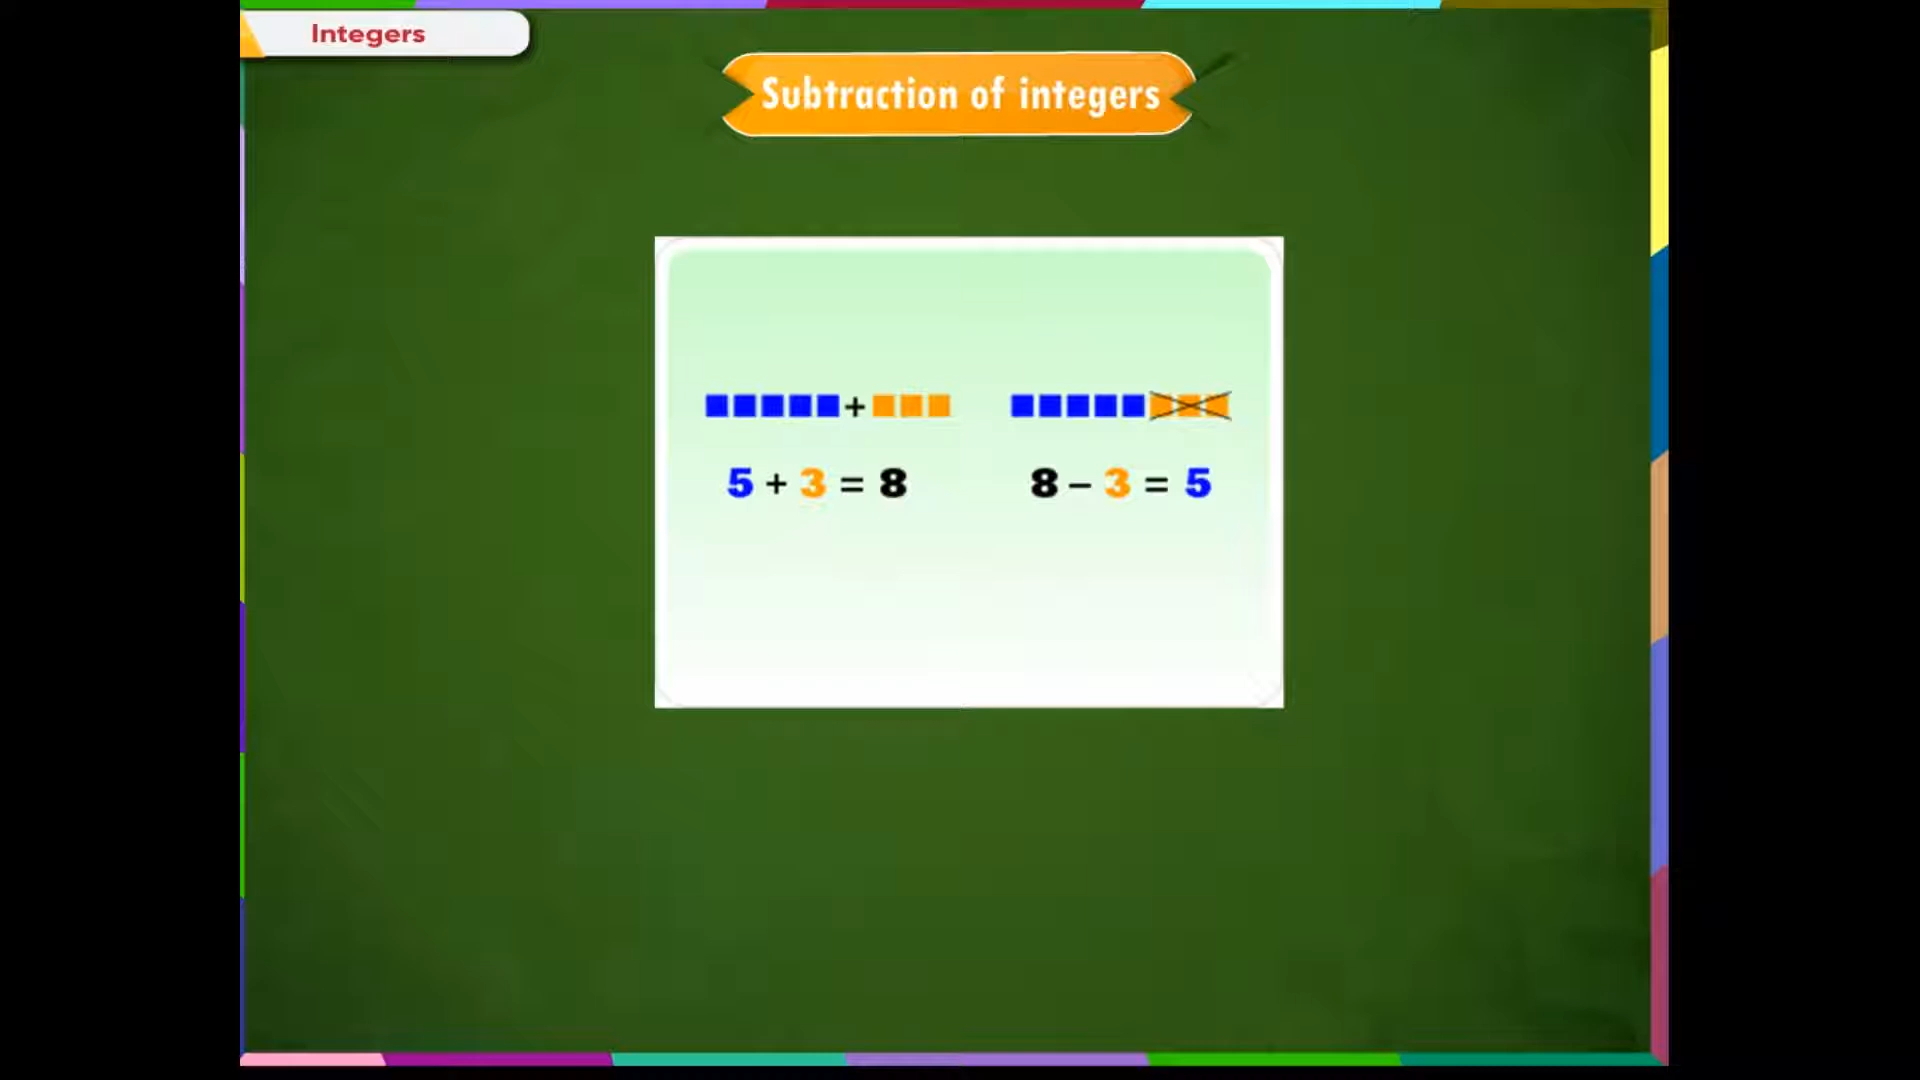 Integers
Subtraction of integers
+
5 + 3 = 8
8 – 3 = 5